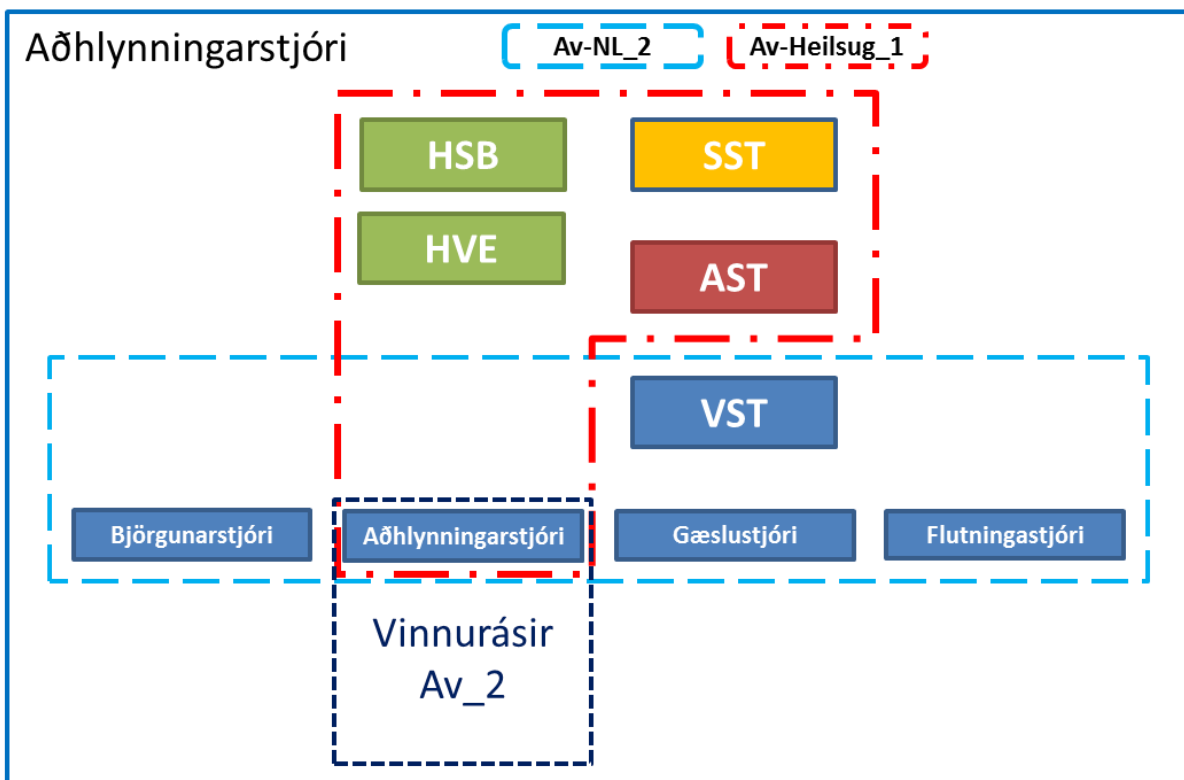 Aðhlynningarstjóri
Av-NL_2
Av-Heilsug_1
HSB
SST
HVE
AST
VST
Björgunarstjóri
Aðhlynningarstjóri
Gæslustjóri
Flutningastjóri
Vinnurásir
Av_2